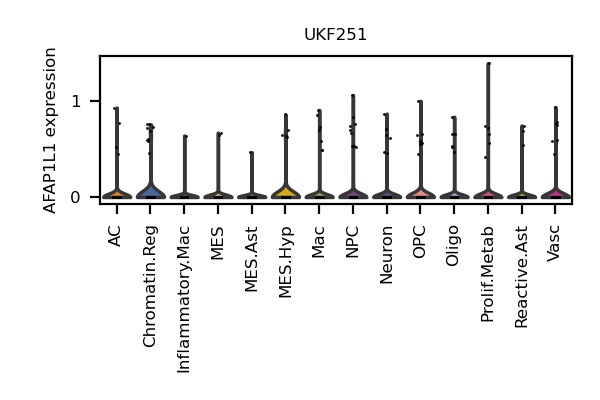 UKF251
AFAP1L1 expression
1
0
AC
Chromatin.Reg
Inflammatory.Mac
MES
MES.Ast
MES.Hyp
Mac
NPC
Neuron
OPC
Oligo
Prolif.Metab
Reactive.Ast
Vasc